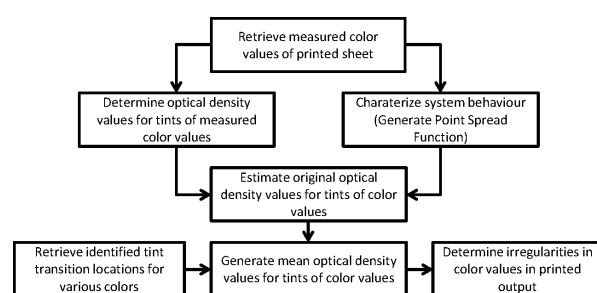 Retrieve measured color
values of printed sheet
Determine optical density
values for tints of measured
color values
Charaterize system behaviour
(Generate Point Spread
Function)
Estimate original optical
density values for tints of color
values
Retrieve identified tint
transition locations for
various colors
Generate mean optical density
values for tints of color values
Determine irregularities in
color values in printed
output